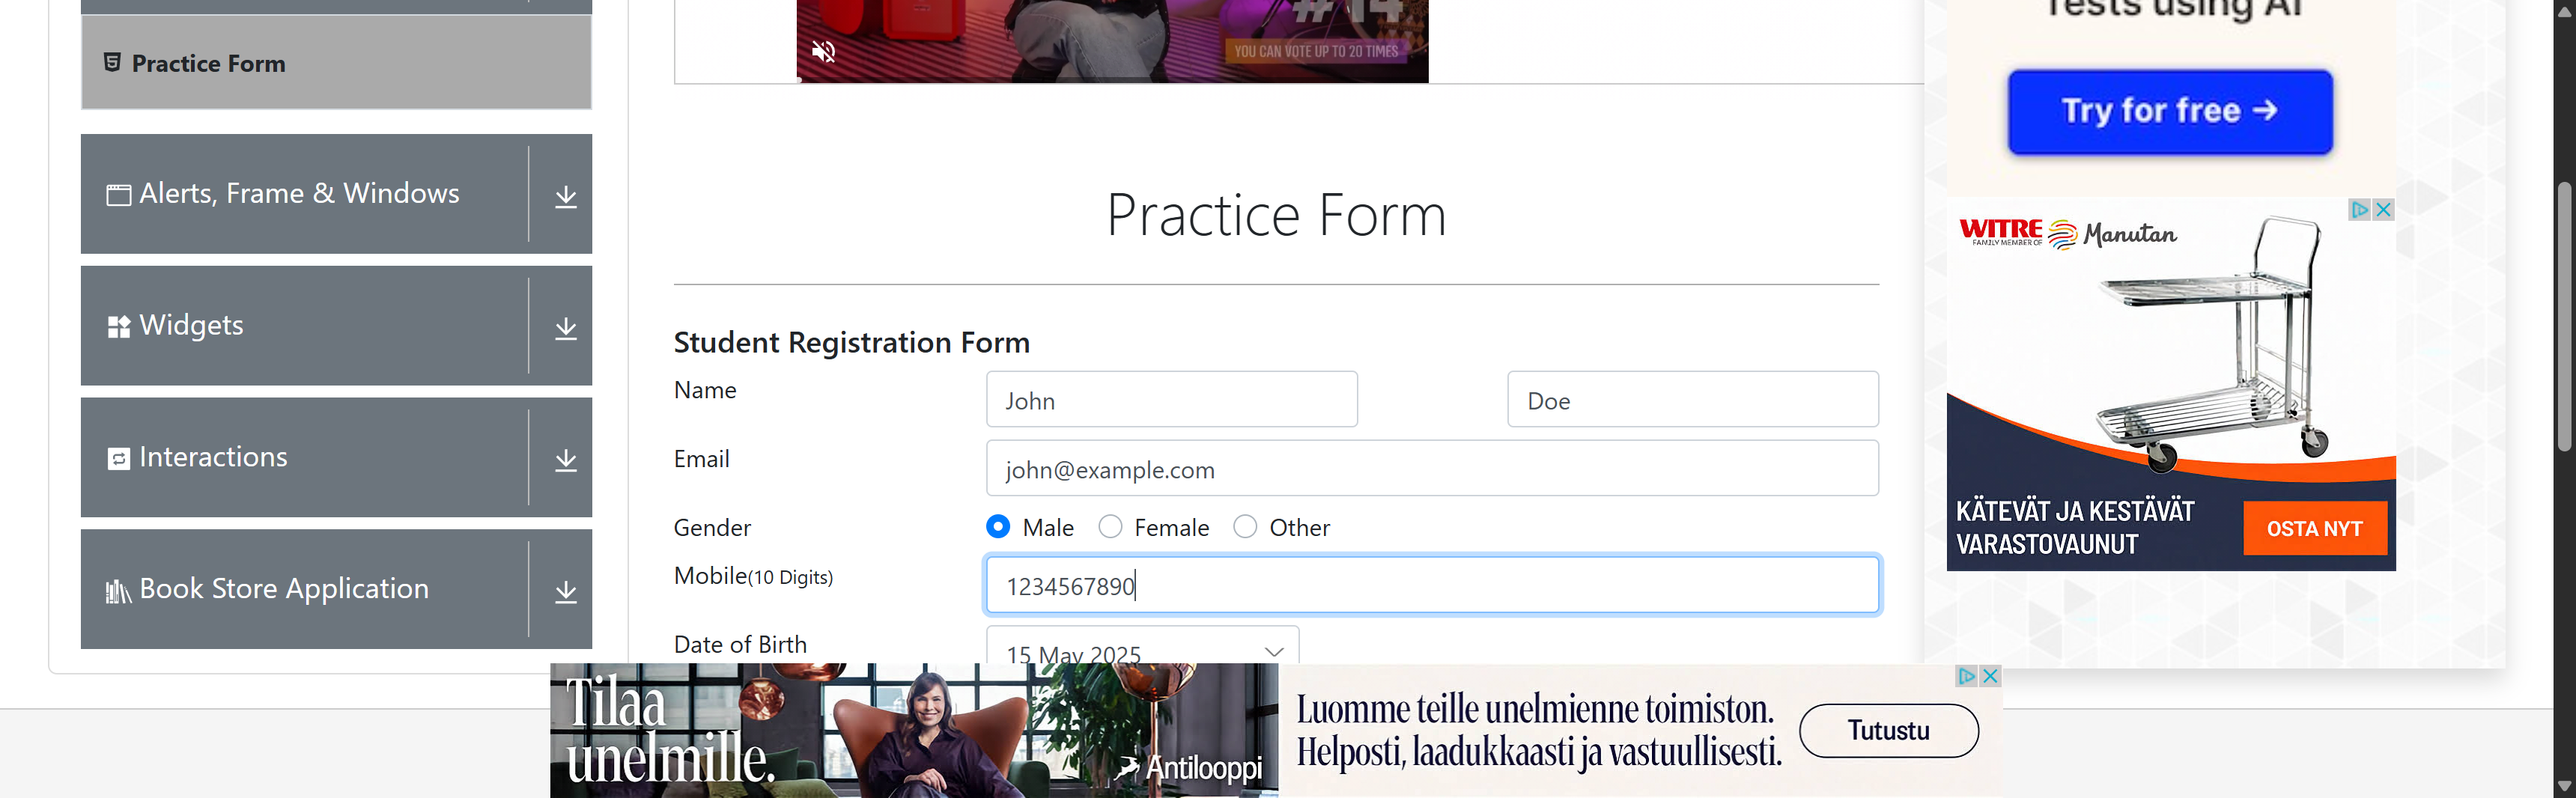 Practice Form
Alerts, Frame & Windows
Widgets
Interactions
Book Store Application
#14
YOU CAN VOTE UP TO 20 TIMES
Practice Form
Student Registration Form
Name
John
Doe
Email
john@example.com
Gender
Male
Female
Other
Mobile(10 Digits)
1234567890
Date of Birth
15 May 2025
Tests using AI
Try for free →
WITRE
FAMILY MEMBER OF
Manutan
KÄTEVÄT JA KESTÄVÄT
VARASTOVAUNUT
OSTA NYT
Tilaa
unelmille.
Antilooppi
Luomme teille unelmienne toimiston.
Helposti, laadukkaasti ja vastuullisesti.
Tutustu